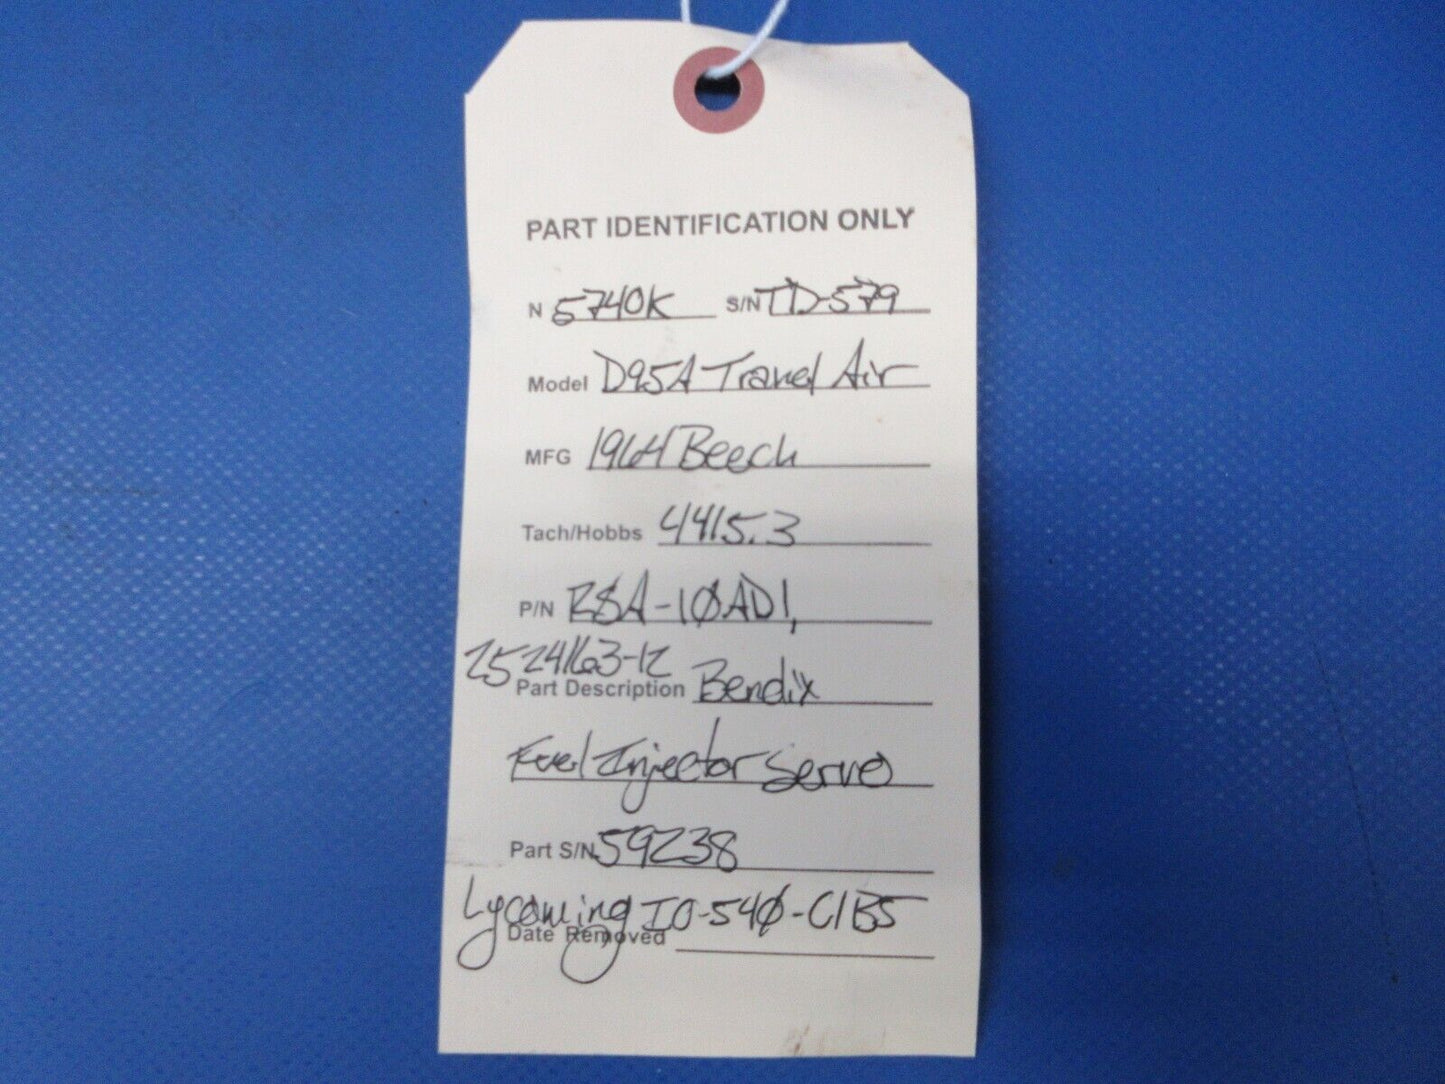 PART IDENTIFICATION ONLY
N 5740K S/N TD-579
Model D95A Travel Air
MFG 1964 Beech
Tach/Hobbs 4415.3
P/N RSA-10AD1,
2524163-12
Part Description Bendix
Fuel Injector Servo
Part S/N 59238
Lycoming IO-540-C1B5
Date Removed